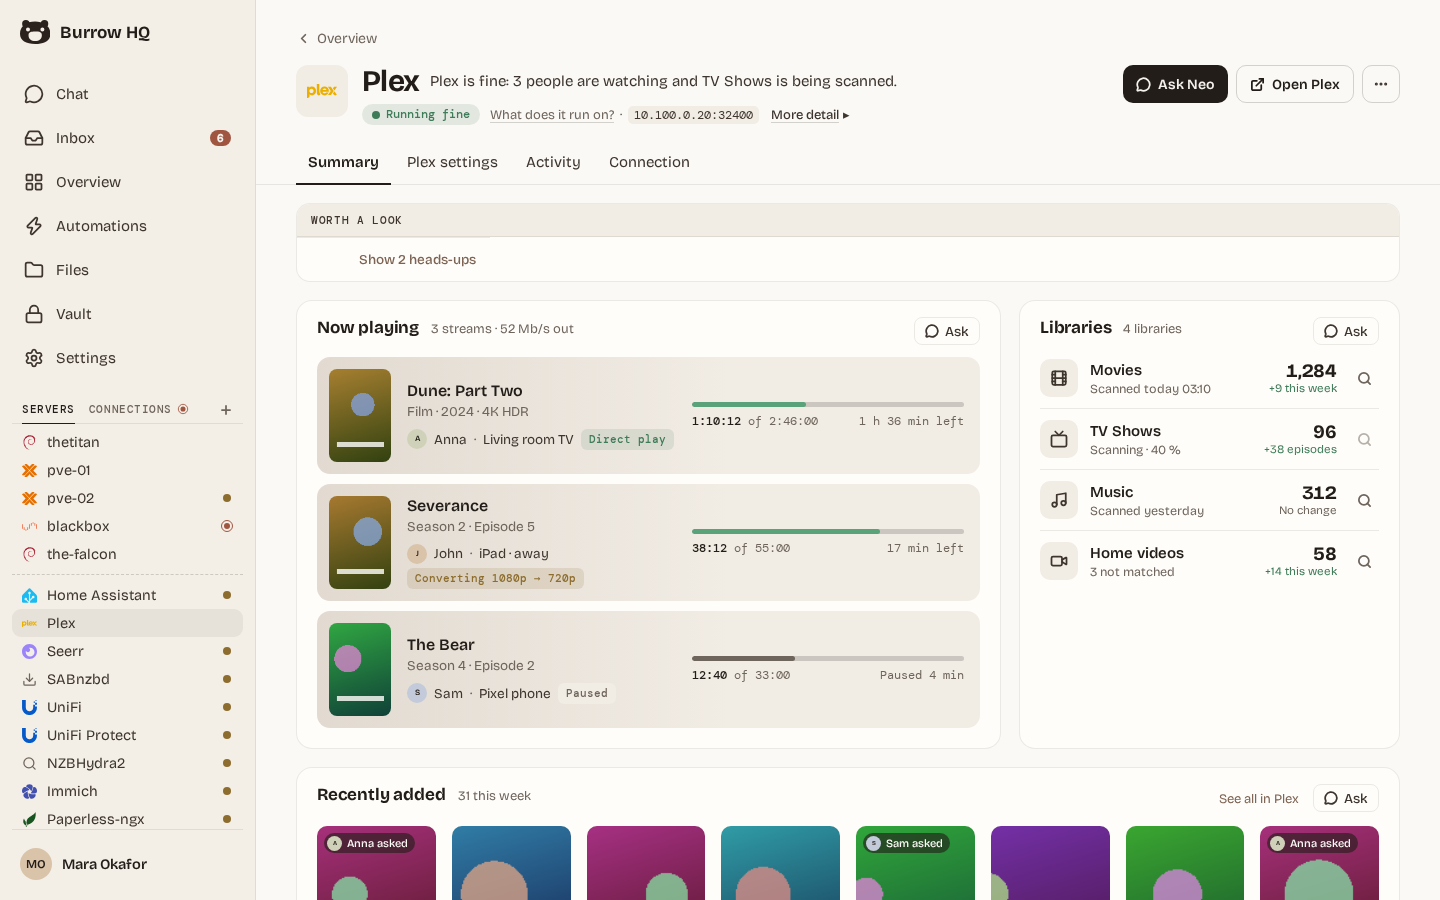 Burrow HQ
Chat
Inbox
6
Overview
Automations
Files
Vault
Settings
SERVERS
CONNECTIONS
thetitan
pve-01
pve-02
blackbox
the-falcon
Home Assistant
plex
Plex
Seerr
SABnzbd
UniFi
UniFi Protect
NZBHydra2
Immich
Paperless-ngx
MO
Mara Okafor
Overview
plex
Plex
Plex is fine: 3 people are watching and TV Shows is being scanned.
Running fine
What does it run on? · 10.100.0.20:32400
More detail ▸
Ask Neo
Open Plex
Summary
Plex settings
Activity
Connection
WORTH A LOOK
Show 2 heads-ups
Now playing
3 streams · 52 Mb/s out
Ask
Dune: Part Two
Film · 2024 · 4K HDR
A Anna · Living room TV Direct play
1:10:12 of 2:46:00
1 h 36 min left
Severance
Season 2 · Episode 5
J John · iPad · away
Converting 1080p → 720p
38:12 of 55:00
17 min left
The Bear
Season 4 · Episode 2
S Sam · Pixel phone Paused
12:40 of 33:00
Paused 4 min
Libraries
4 libraries
Ask
Movies
Scanned today 03:10
1,284
+9 this week
TV Shows
Scanning · 40 %
96
+38 episodes
Music
Scanned yesterday
312
No change
Home videos
3 not matched
58
+14 this week
Recently added
31 this week
See all in Plex
Ask
A Anna asked
S Sam asked
A Anna asked